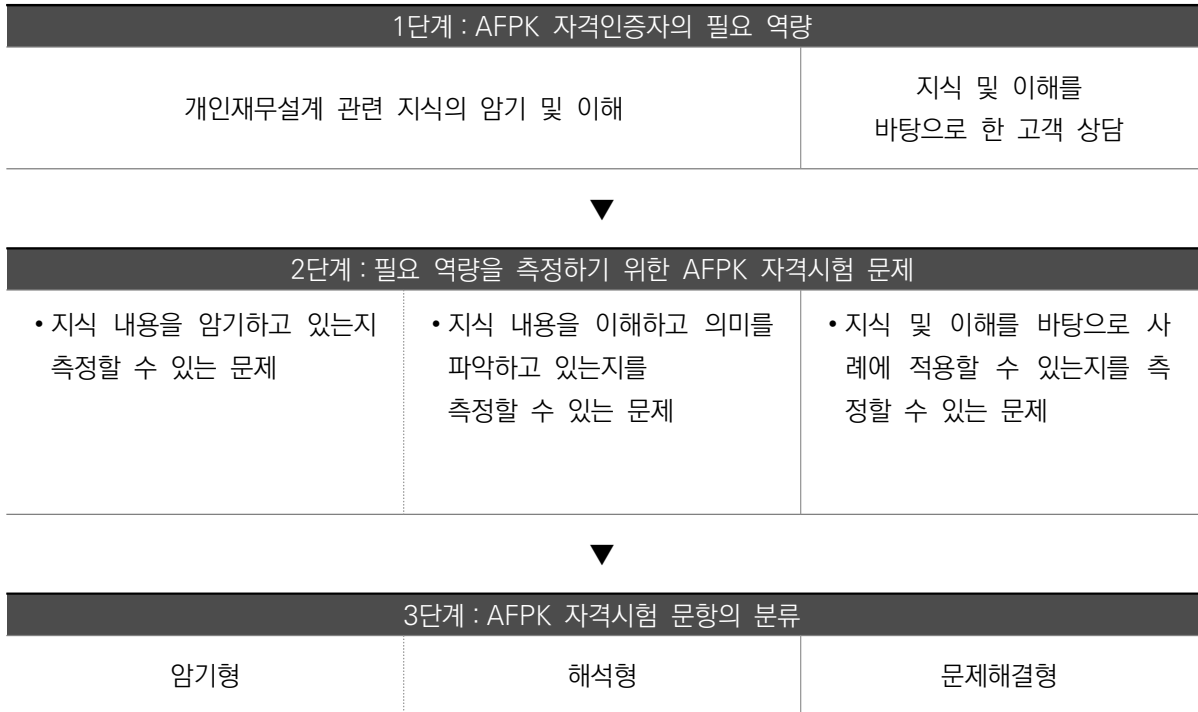 1단계 : AFPK 자격인증자의 필요 역량
개인재무설계 관련 지식의 암기 및 이해
지식 및 이해를
바탕으로 한 고객 상담
▼
2단계 : 필요 역량을 측정하기 위한 AFPK 자격시험 문제
• 지식 내용을 암기하고 있는지
측정할 수 있는 문제
• 지식 내용을 이해하고 의미를
파악하고 있는지를
측정할 수 있는 문제
• 지식 및 이해를 바탕으로 사
례에 적용할 수 있는지를 측
정할 수 있는 문제
▼
3단계 : AFPK 자격시험 문항의 분류
암기형
해석형
문제해결형